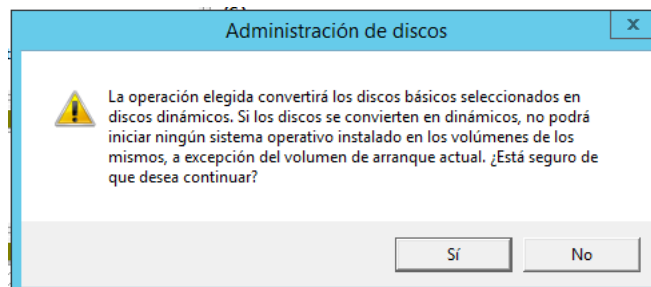 Administración de discos
x
La operación elegida convertirá los discos básicos seleccionados en
discos dinámicos. Si los discos se convierten en dinámicos, no podrá
iniciar ningún sistema operativo instalado en los volúmenes de los
mismos, a excepción del volumen de arranque actual. ¿Está seguro de
que desea continuar?
Sí No